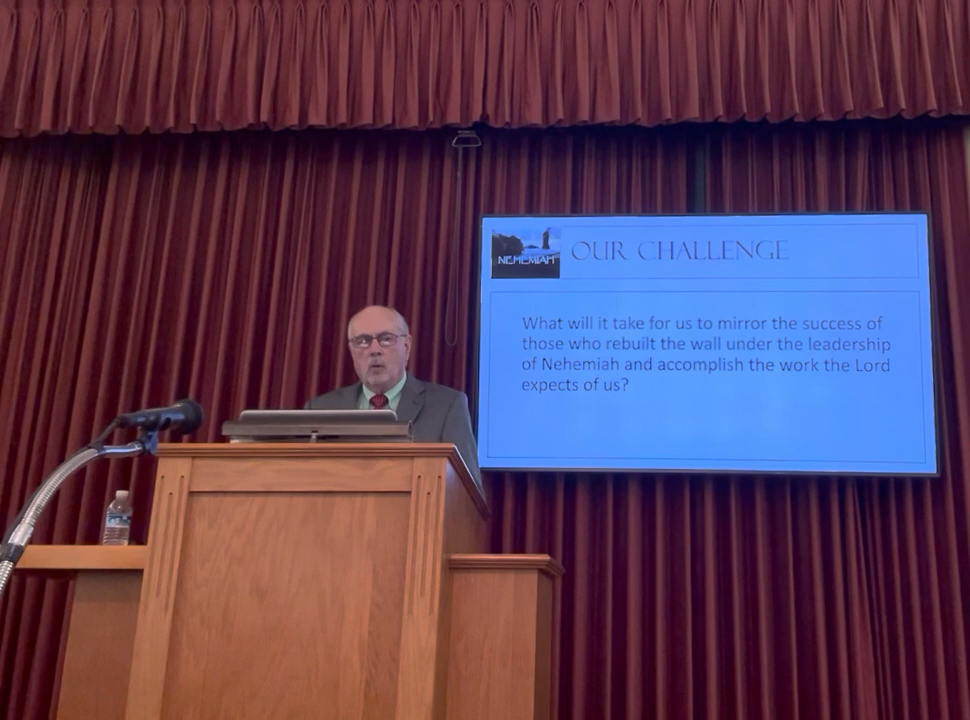 NEHEMIAH
OUR CHALLENGE
What will it take for us to mirror the success of
those who rebuilt the wall under the leadership
of Nehemiah and accomplish the work the Lord
expects of us?